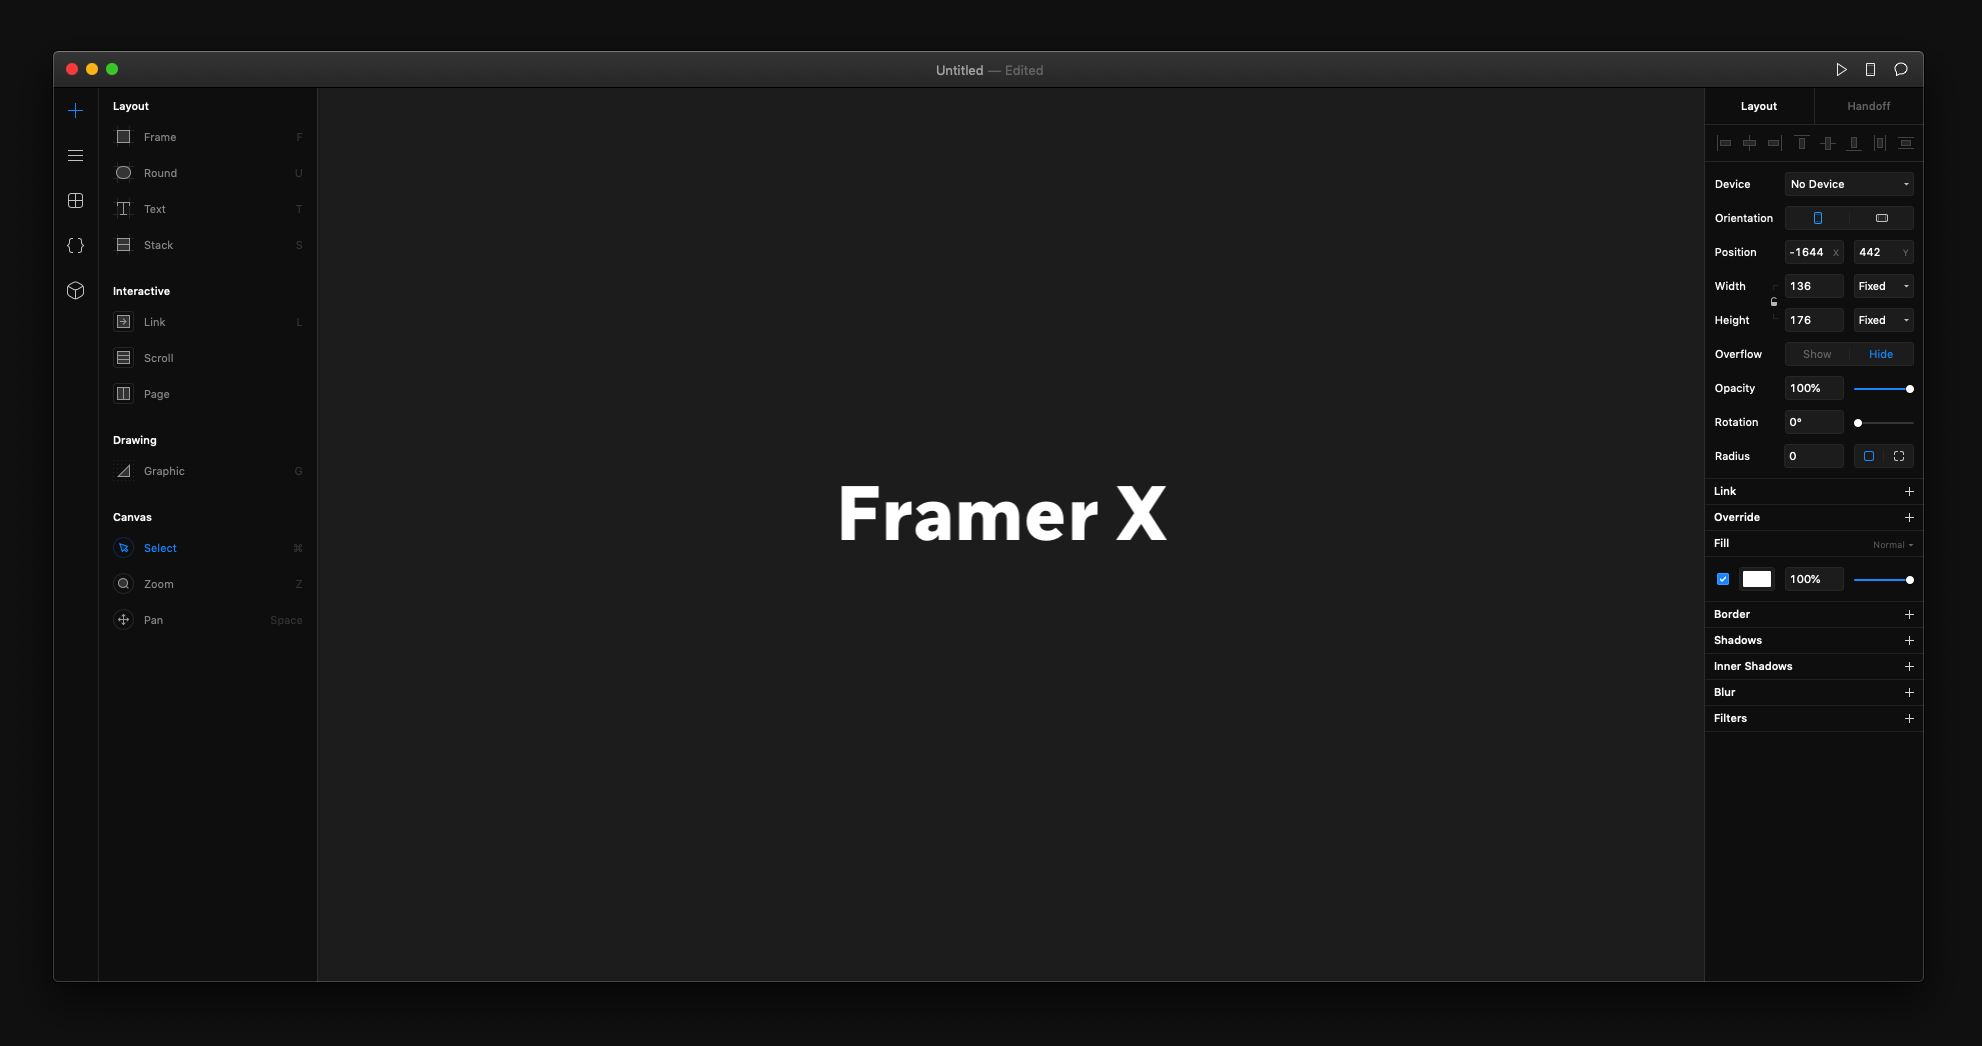 Untitled — Edited
Layout
Frame F
Round U
Text T
Stack S
Interactive
Link L
Scroll
Page
Drawing
Graphic G
Canvas
Select ⌘
Zoom Z
Pan Space
Framer X
Layout Handoff
Device No Device
Orientation
Position -1644 X 442 Y
Width 136 Fixed
Height 176 Fixed
Overflow Show Hide
Opacity 100%
Rotation 0°
Radius 0
Link
Override
Fill Normal
100%
Border
Shadows
Inner Shadows
Blur
Filters